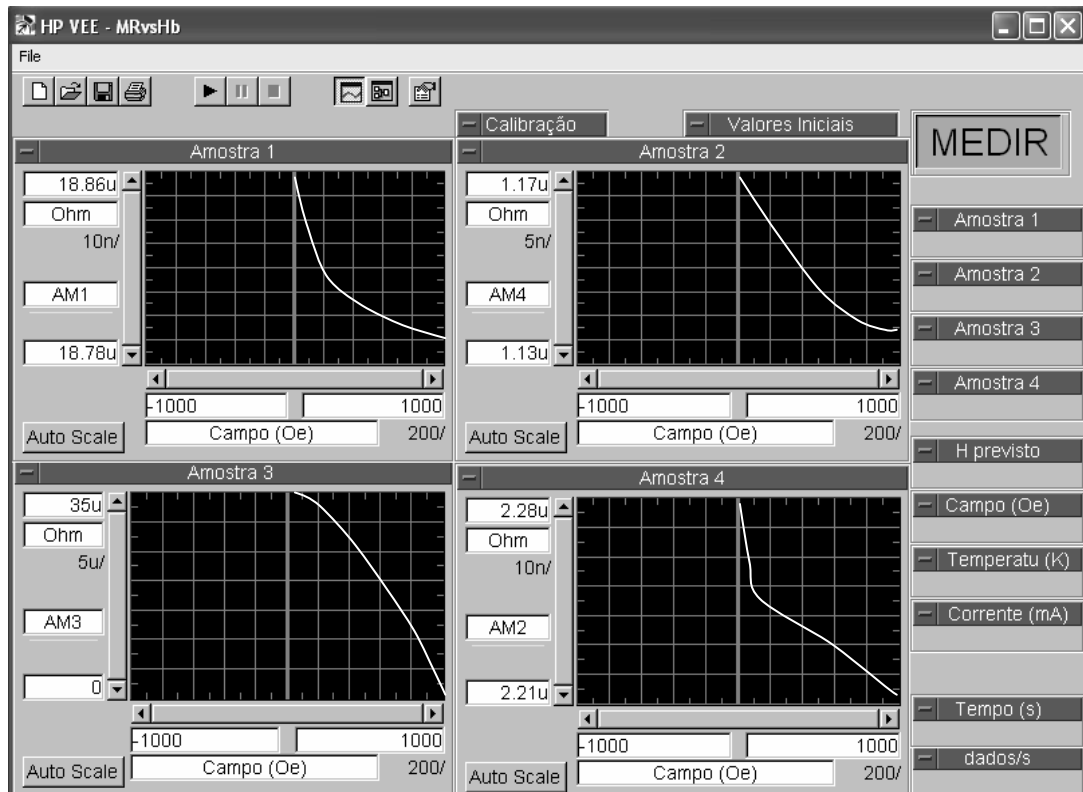 HP VEE - MRvsHb
File
Calibração
Valores Iniciais
MEDIR
Amostra 1
18.86u
Ohm
10n/
AM1
18.78u
-1000
1000
Auto Scale
Campo (Oe)
200/
Amostra 2
1.17u
Ohm
5n/
AM4
1.13u
-1000
1000
Auto Scale
Campo (Oe)
200/
Amostra 3
35u
Ohm
5u/
AM3
0
-1000
1000
Auto Scale
Campo (Oe)
200/
Amostra 4
2.28u
Ohm
10n/
AM2
2.21u
-1000
1000
Auto Scale
Campo (Oe)
200/
Amostra 1
Amostra 2
Amostra 3
Amostra 4
H previsto
Campo (Oe)
Temperatu (K)
Corrente (mA)
Tempo (s)
dados/s